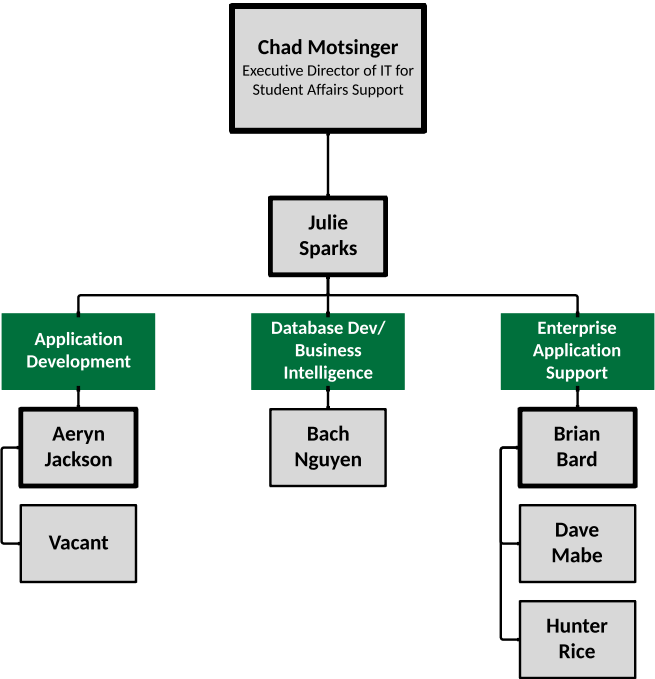 Chad Motsinger
Executive Director of IT for
Student Affairs Support
Julie
Sparks
Application
Development
Database Dev/
Business
Intelligence
Enterprise
Application
Support
Aeryn
Jackson
Bach
Nguyen
Brian
Bard
Vacant
Dave
Mabe
Hunter
Rice